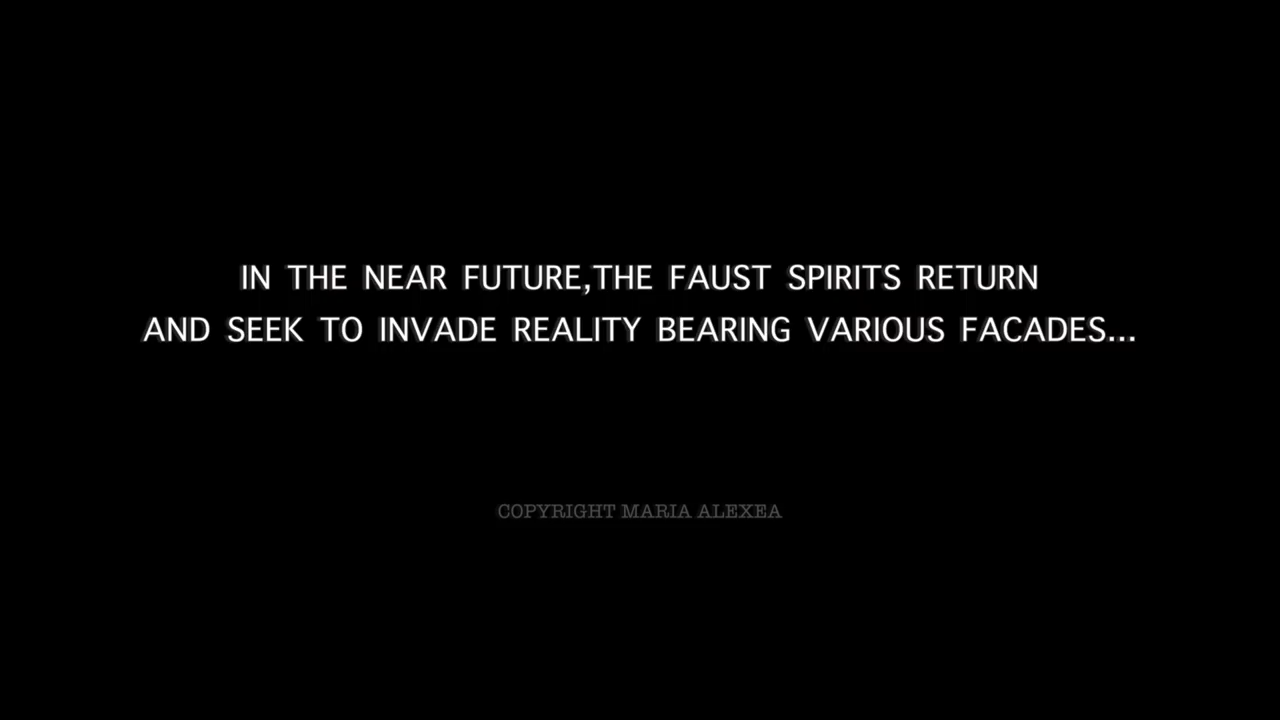 IN THE NEAR FUTURE,THE FAUST SPIRITS RETURN
AND SEEK TO INVADE REALITY BEARING VARIOUS FACADES...
COPYRIGHT MARIA ALEXEA